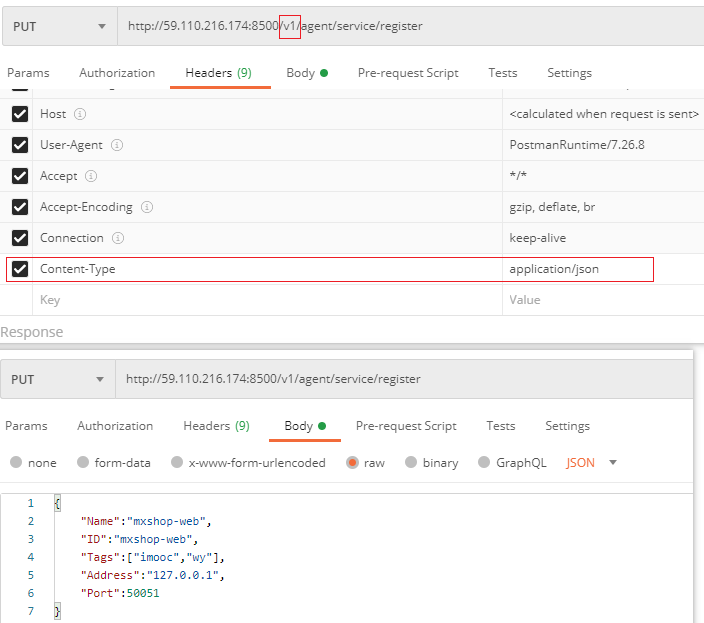 PUT http://59.110.216.174:8500/v1/agent/service/register
Params Authorization Headers (9) Body Pre-request Script Tests Settings
Host <calculated when request is sent>
User-Agent PostmanRuntime/7.26.8
Accept */*
Accept-Encoding gzip, deflate, br
Connection keep-alive
Content-Type application/json
Key Value
Response
PUT http://59.110.216.174:8500/v1/agent/service/register
Params Authorization Headers (9) Body Pre-request Script Tests Settings
none form-data x-www-form-urlencoded raw binary GraphQL JSON
1 {
2 "Name":"mxshop-web",
3 "ID":"mxshop-web",
4 "Tags":["imooc","wy"],
5 "Address":"127.0.0.1",
6 "Port":50051
7 }